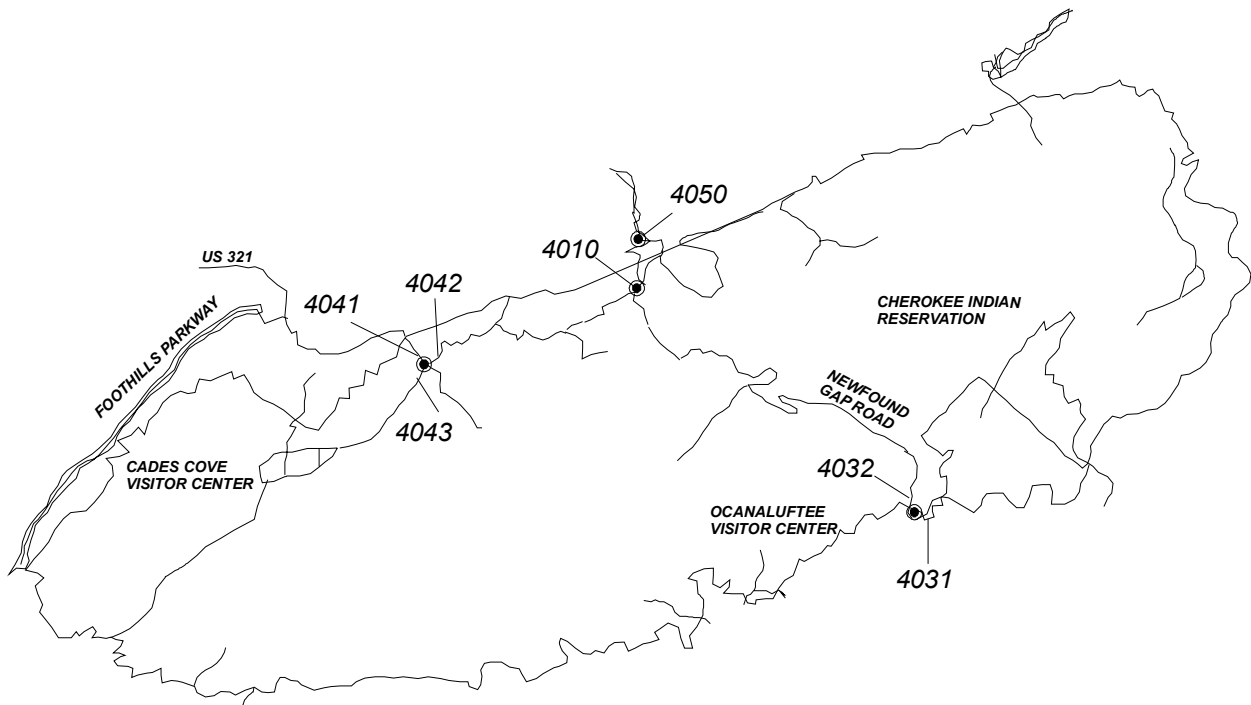 4050
4010
US 321
4042
4041
CHEROKEE INDIAN
RESERVATION
FOOTHILLS PARKWAY
NEWFOUND
GAP ROAD
4043
CADES COVE
VISITOR CENTER
4032
OCANALUFTEE
VISITOR CENTER
4031